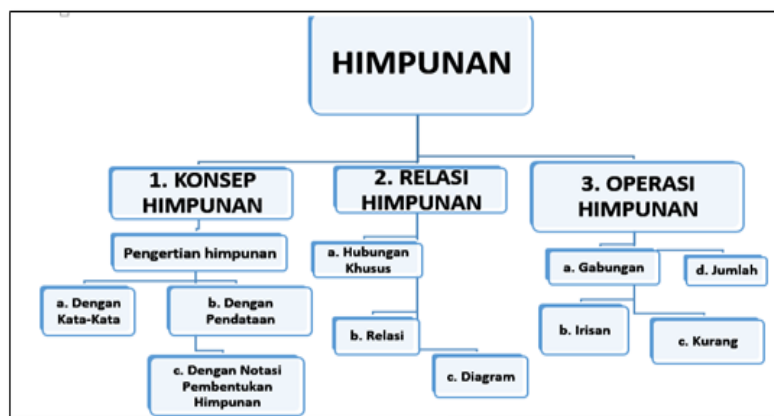 HIMPUNAN
1. KONSEP
HIMPUNAN
Pengertian himpunan
a. Dengan
Kata-Kata
b. Dengan
Pendataan
c. Dengan Notasi
Pembentukan
Himpunan
2. RELASI
HIMPUNAN
a. Hubungan
Khusus
b. Relasi
c. Diagram
3. OPERASI
HIMPUNAN
a. Gabungan
d. Jumlah
b. Irisan
c. Kurang